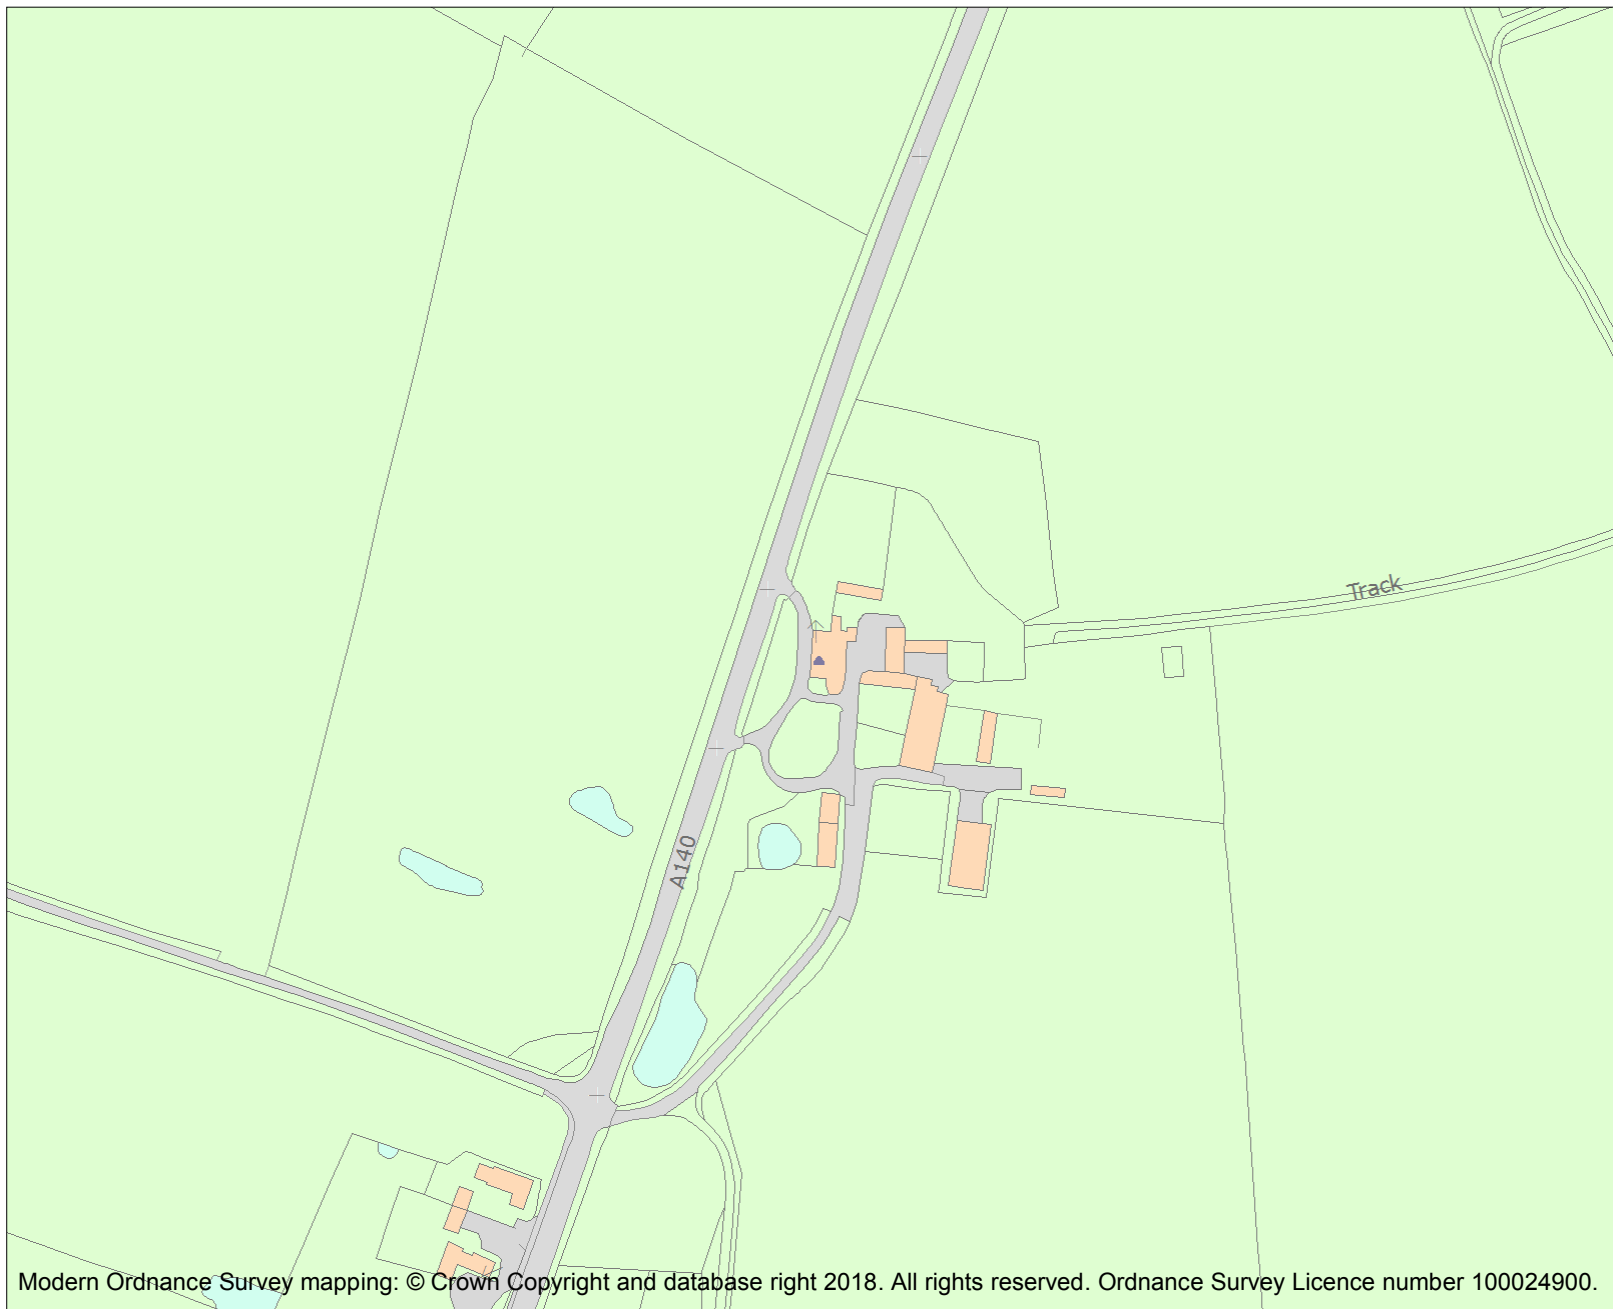 Track
A140
Modern Ordnance Survey mapping: © Crown Copyright and database right 2018. All rights reserved. Ordnance Survey Licence number 100024900.